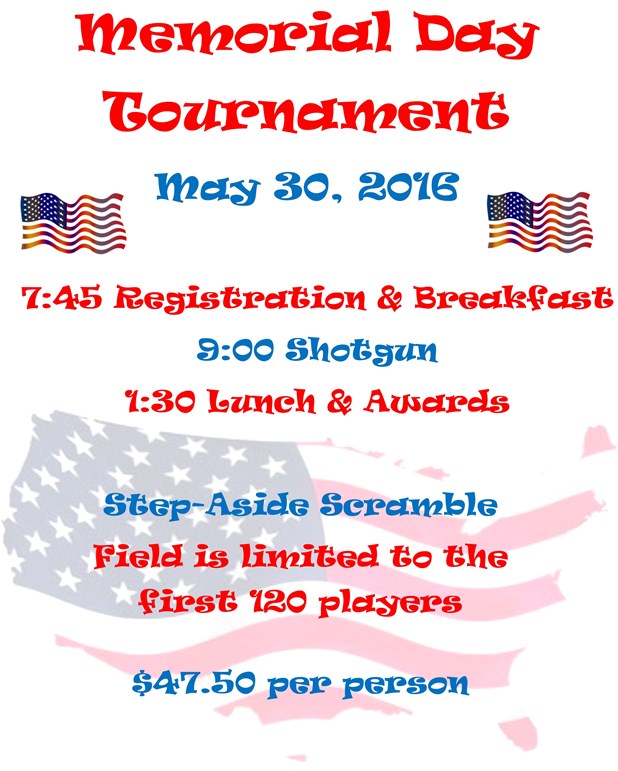 Memorial Day
Tournament
May 30, 2016
7:45 Registration & Breakfast
9:00 Shotgun
1:30 Lunch & Awards
Step-Aside Scramble
Field is limited to the
first 120 players
$47.50 per person